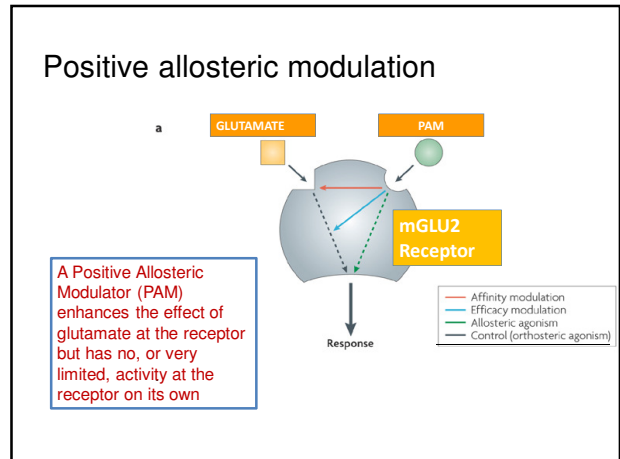 Positive allosteric modulation
a
GLUTAMATE
PAM
mGLU2
Receptor
A Positive Allosteric
Modulator (PAM)
enhances the effect of
glutamate at the receptor
but has no, or very
limited, activity at the
receptor on its own
Affinity modulation
Efficacy modulation
Allosteric agonism
Control (orthosteric agonism)
Response